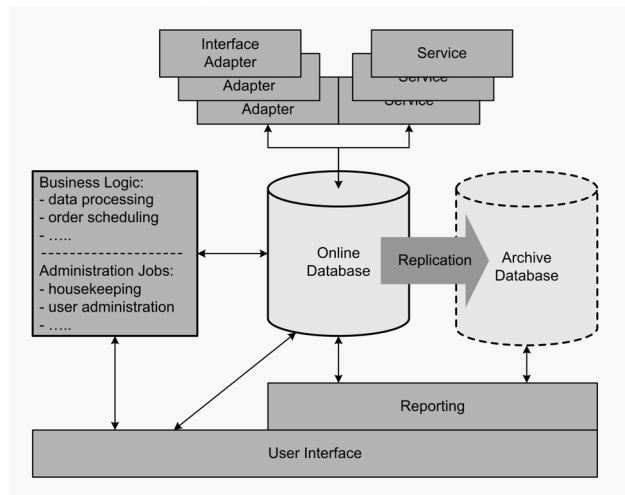 Interface
Adapter
Adapter
Adapter
Service
Service
Service
Business Logic:
- data processing
- order scheduling
- …..
Administration Jobs:
- housekeeping
- user administration
- …..
Online
Database
Replication
Archive
Database
Reporting
User Interface